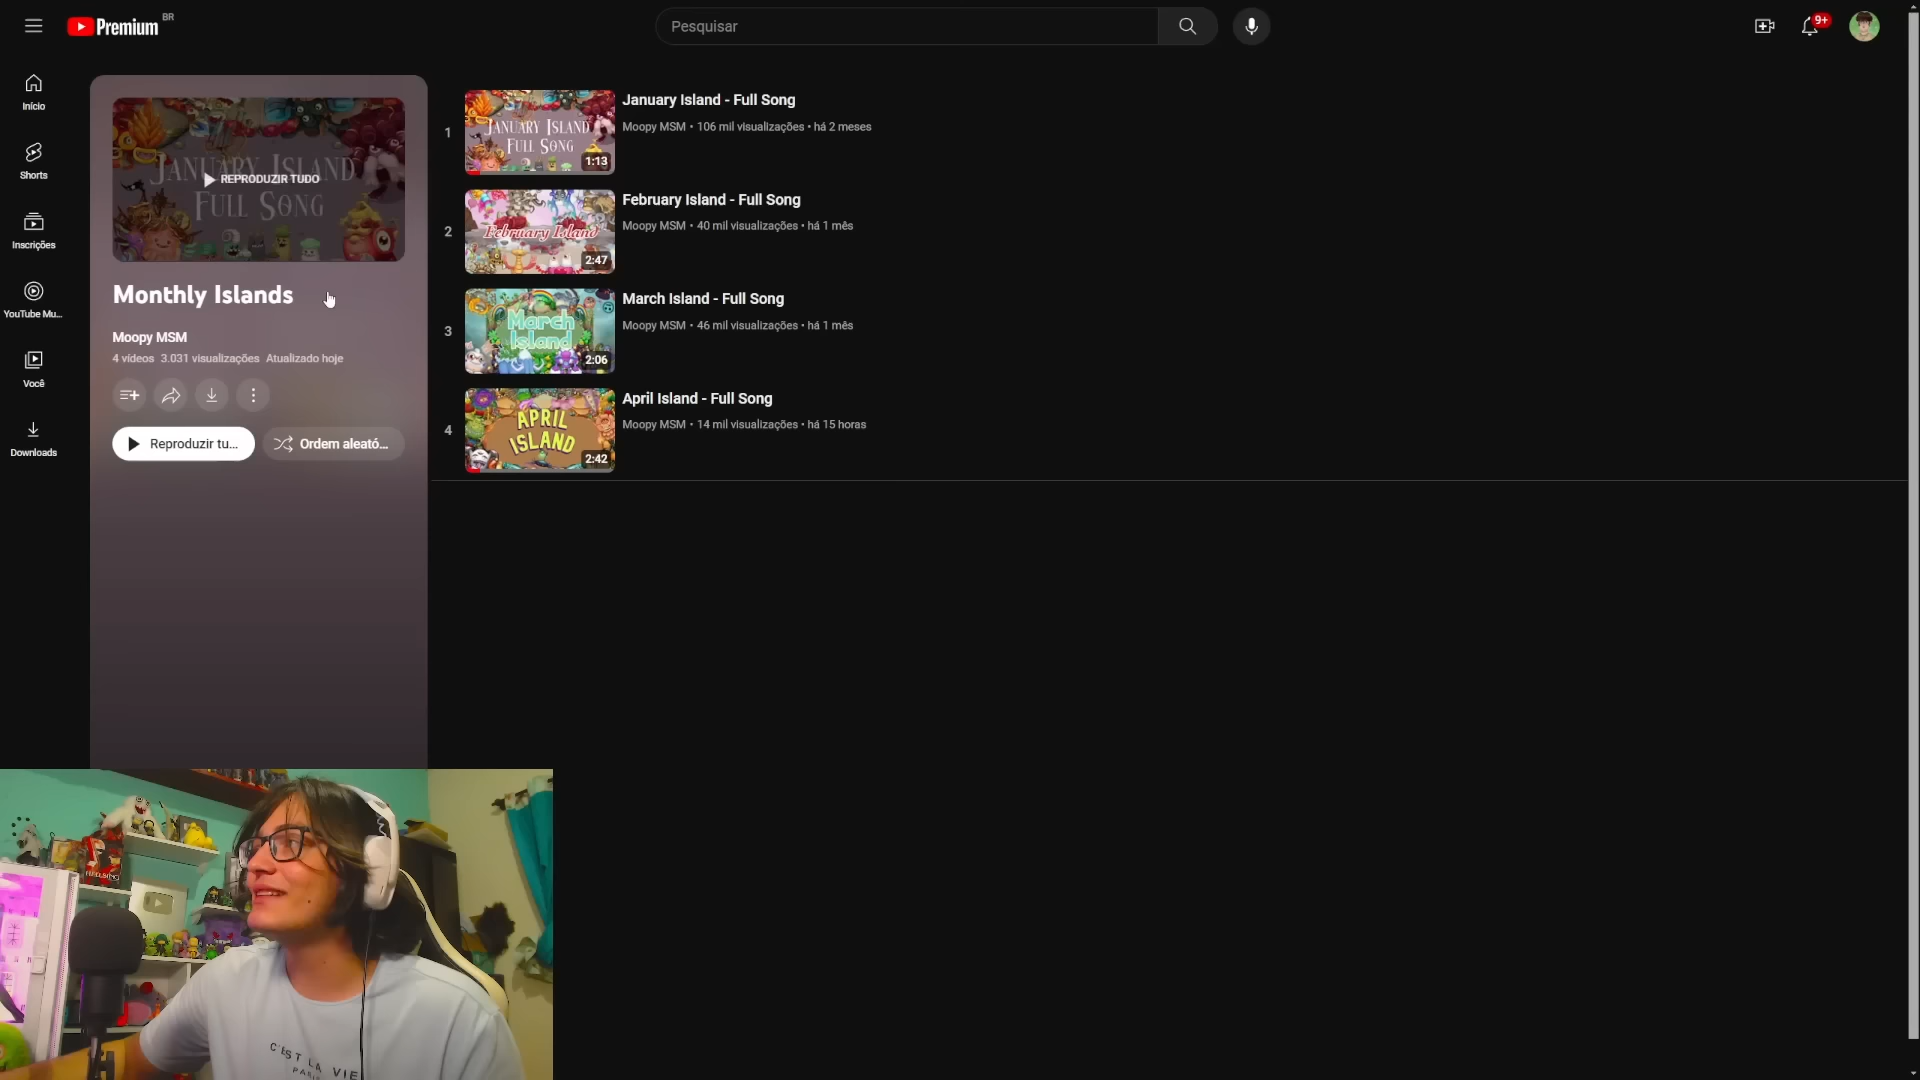 Premium BR
Pesquisar
9+
Início
Shorts
Inscrições
YouTube Mu...
Você
Downloads
JANUARY ISLAND
REPRODUZIR TUDO
FULL SONG
Monthly Islands
Moopy MSM
4 vídeos 3.031 visualizações Atualizado hoje
Reproduzir tu...
Ordem aleató...
1
JANUARY ISLAND
FULL SONG
1:13
January Island - Full Song
Moopy MSM • 106 mil visualizações • há 2 meses
2
February Island
2:47
February Island - Full Song
Moopy MSM • 40 mil visualizações • há 1 mês
3
March
Island
2:06
March Island - Full Song
Moopy MSM • 46 mil visualizações • há 1 mês
4
APRIL
ISLAND
2:42
April Island - Full Song
Moopy MSM • 14 mil visualizações • há 15 horas
C'EST LA VIE